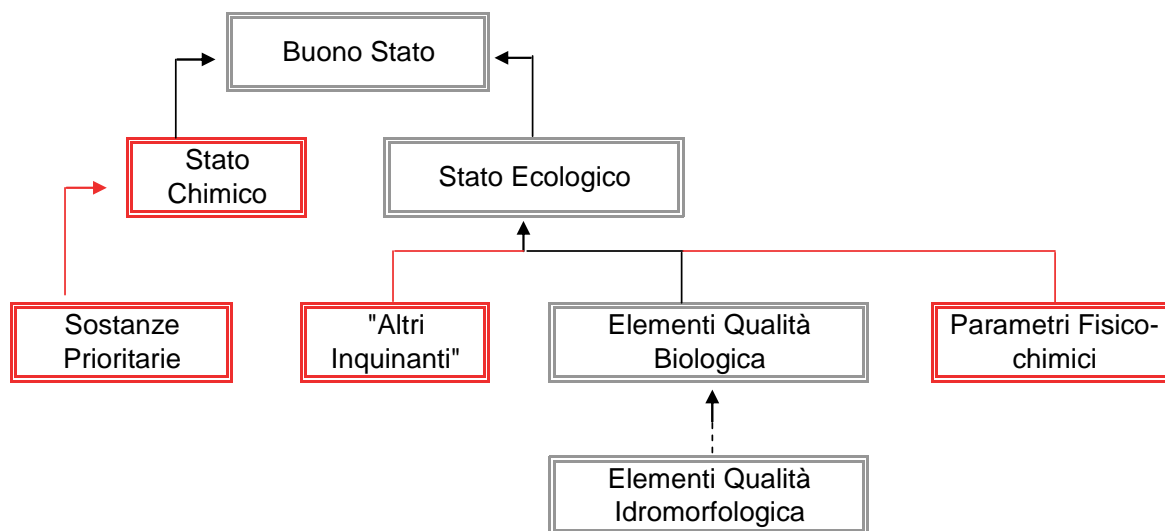 Buono Stato
Stato
Chimico
Stato Ecologico
Sostanze
Prioritarie
"Altri
Inquinanti"
Elementi Qualità
Biologica
Parametri Fisico-
chimici
Elementi Qualità
Idromorfologica